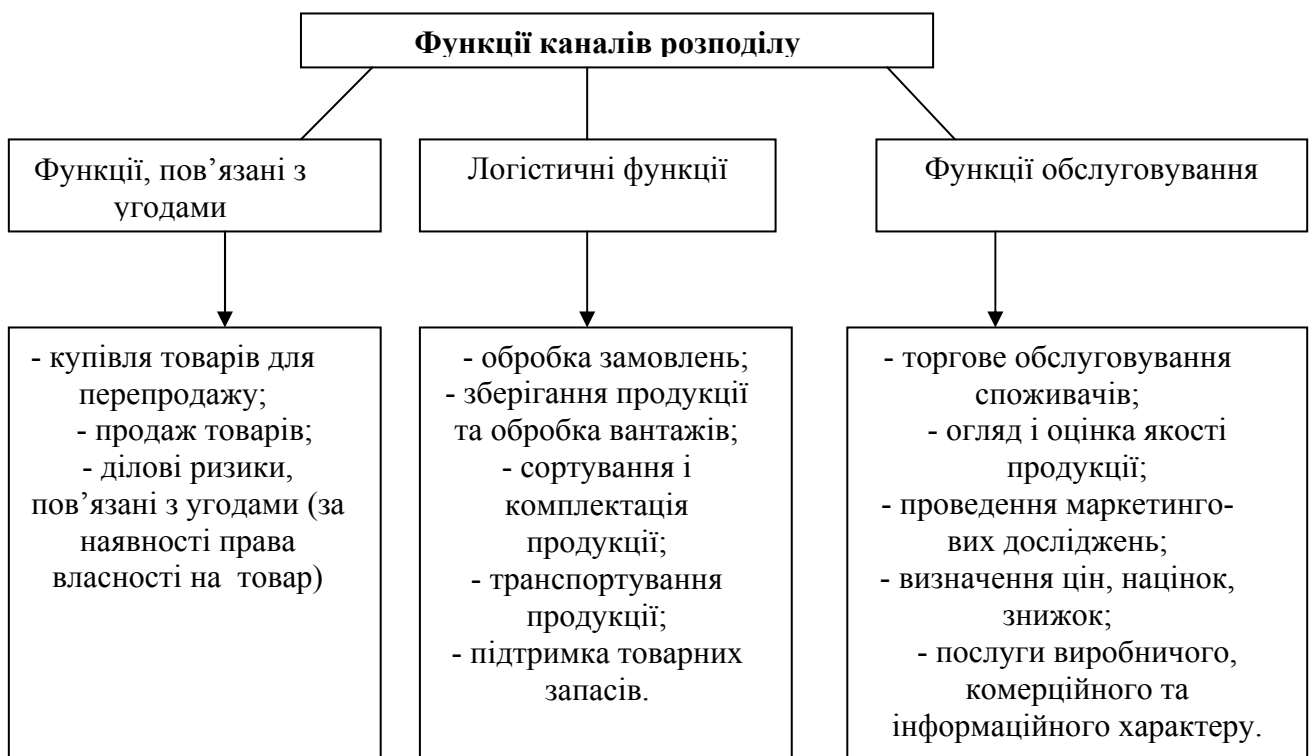 Функції каналів розподілу
Функції, пов’язані з
угодами
Логістичні функції
Функції обслуговування
- купівля товарів для
перепродажу;
- продаж товарів;
- ділові ризики,
пов’язані з угодами (за
наявності права
власності на товар)
- обробка замовлень;
- зберігання продукції
та обробка вантажів;
- сортування і
комплектація
продукції;
- транспортування
продукції;
- підтримка товарних
запасів.
- торгове обслуговування
споживачів;
- огляд і оцінка якості
продукції;
- проведення маркетинго-
вих досліджень;
- визначення цін, націнок,
знижок;
- послуги виробничого,
комерційного та
інформаційного характеру.